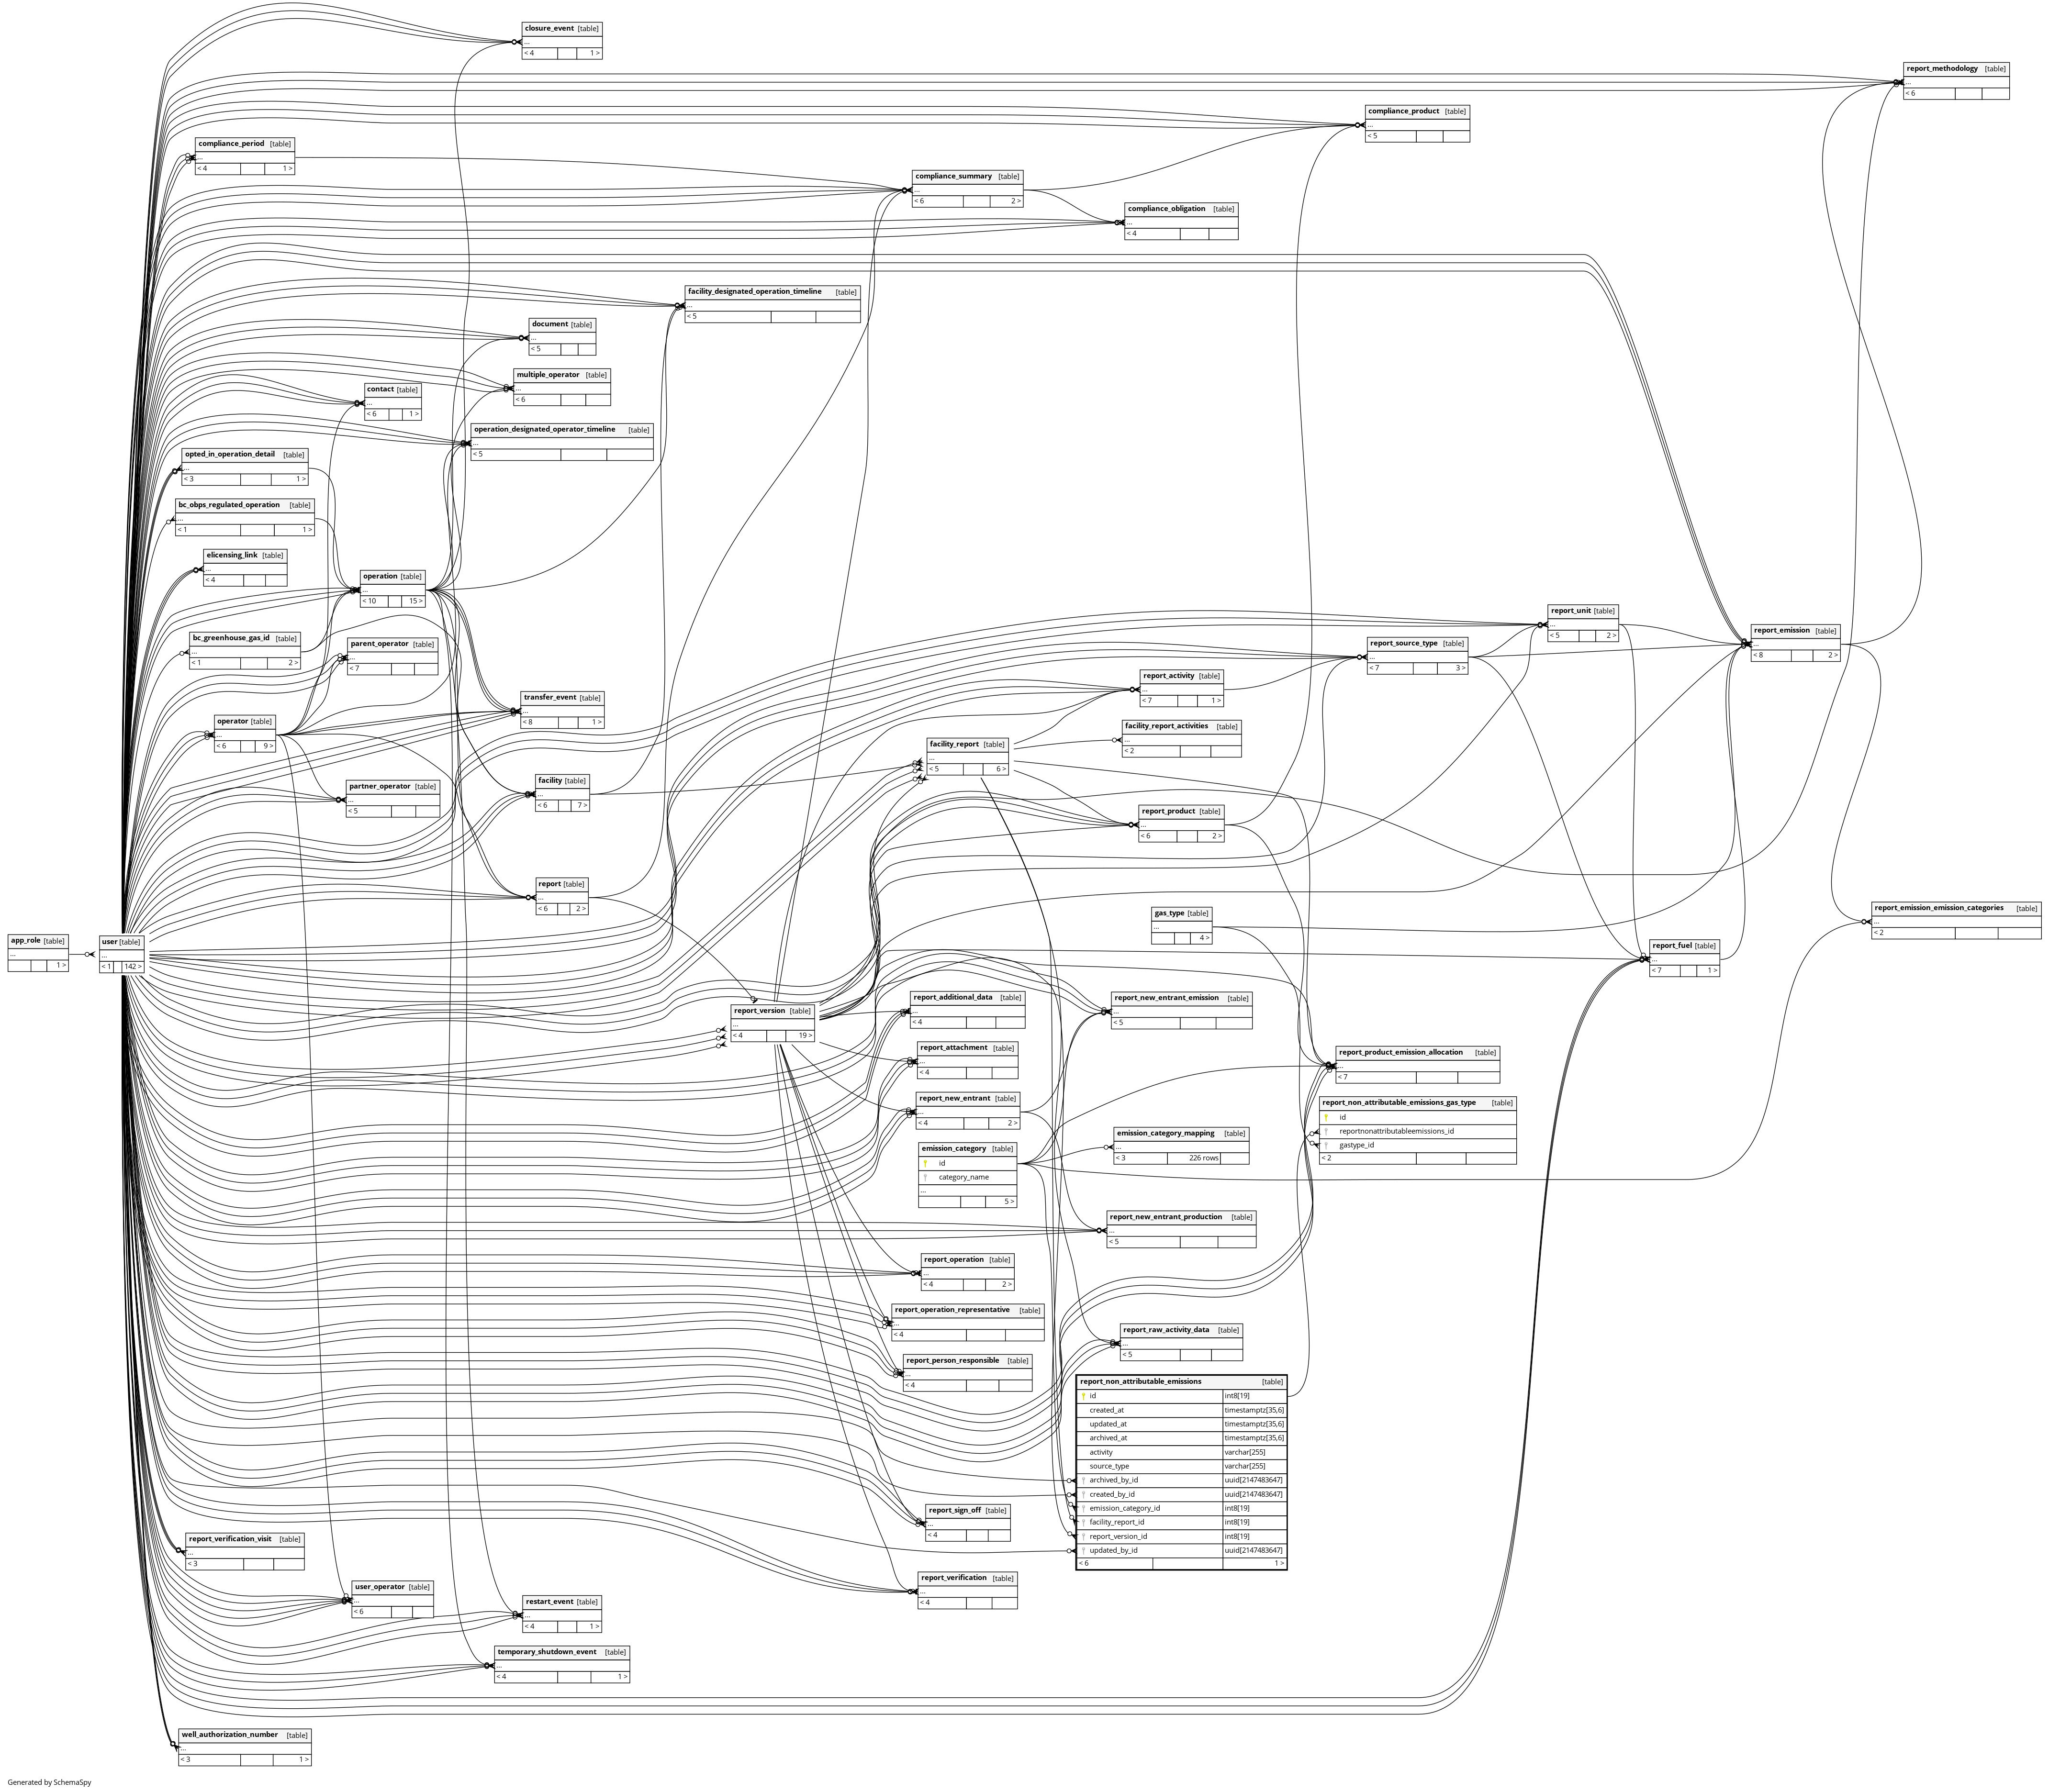 closure_event [table]
...
< 4 1 >
report_methodology [table]
...
< 6
compliance_product [table]
...
< 5
compliance_period [table]
...
< 4 1 >
compliance_summary [table]
...
< 6 2 >
compliance_obligation [table]
...
< 4
facility_designated_operation_timeline [table]
...
< 5
document [table]
...
< 5
multiple_operator [table]
...
< 6
contact [table]
...
< 6 1 >
operation_designated_operator_timeline [table]
...
< 5
opted_in_operation_detail [table]
...
< 3 1 >
bc_obps_regulated_operation [table]
...
< 1 1 >
elicensing_link [table]
...
< 4
operation [table]
...
< 10 15 >
report_unit [table]
...
< 5 2 >
report_emission [table]
...
< 8 2 >
bc_greenhouse_gas_id [table]
...
< 1 2 >
parent_operator [table]
...
< 7
report_source_type [table]
...
< 7 3 >
report_activity [table]
...
< 7 1 >
transfer_event [table]
...
< 8 1 >
operator [table]
...
< 6 9 >
facility_report_activities [table]
...
< 2
facility_report [table]
...
< 5 6 >
facility [table]
...
< 6 7 >
partner_operator [table]
...
< 5
report_product [table]
...
< 6 2 >
report [table]
...
< 6 2 >
gas_type [table]
...
4 >
report_emission_emission_categories [table]
...
< 2
app_role [table]
...
1 >
user [table]
...
< 1 142 >
report_fuel [table]
...
< 7 1 >
report_additional_data [table]
...
< 4
report_new_entrant_emission [table]
...
< 5
report_version [table]
...
< 4 19 >
report_attachment [table]
...
< 4
report_product_emission_allocation [table]
...
< 7
report_new_entrant [table]
...
< 4 2 >
report_non_attributable_emissions_gas_type [table]
id
reportnonattributableemissions_id
gastype_id
< 2
emission_category_mapping [table]
...
< 3 226 rows
emission_category [table]
id
category_name
...
5 >
report_new_entrant_production [table]
...
< 5
report_operation [table]
...
< 4 2 >
report_operation_representative [table]
...
< 4
report_raw_activity_data [table]
...
< 5
report_person_responsible [table]
...
< 4
report_non_attributable_emissions [table]
id int8[19]
created_at timestamptz[35,6]
updated_at timestamptz[35,6]
archived_at timestamptz[35,6]
activity varchar[255]
source_type varchar[255]
archived_by_id uuid[2147483647]
created_by_id uuid[2147483647]
emission_category_id int8[19]
facility_report_id int8[19]
report_version_id int8[19]
updated_by_id uuid[2147483647]
< 6 1 >
report_sign_off [table]
...
< 4
report_verification_visit [table]
...
< 3
report_verification [table]
...
< 4
user_operator [table]
...
< 6
restart_event [table]
...
< 4 1 >
temporary_shutdown_event [table]
...
< 4 1 >
well_authorization_number [table]
...
< 3 1 >
Generated by SchemaSpy